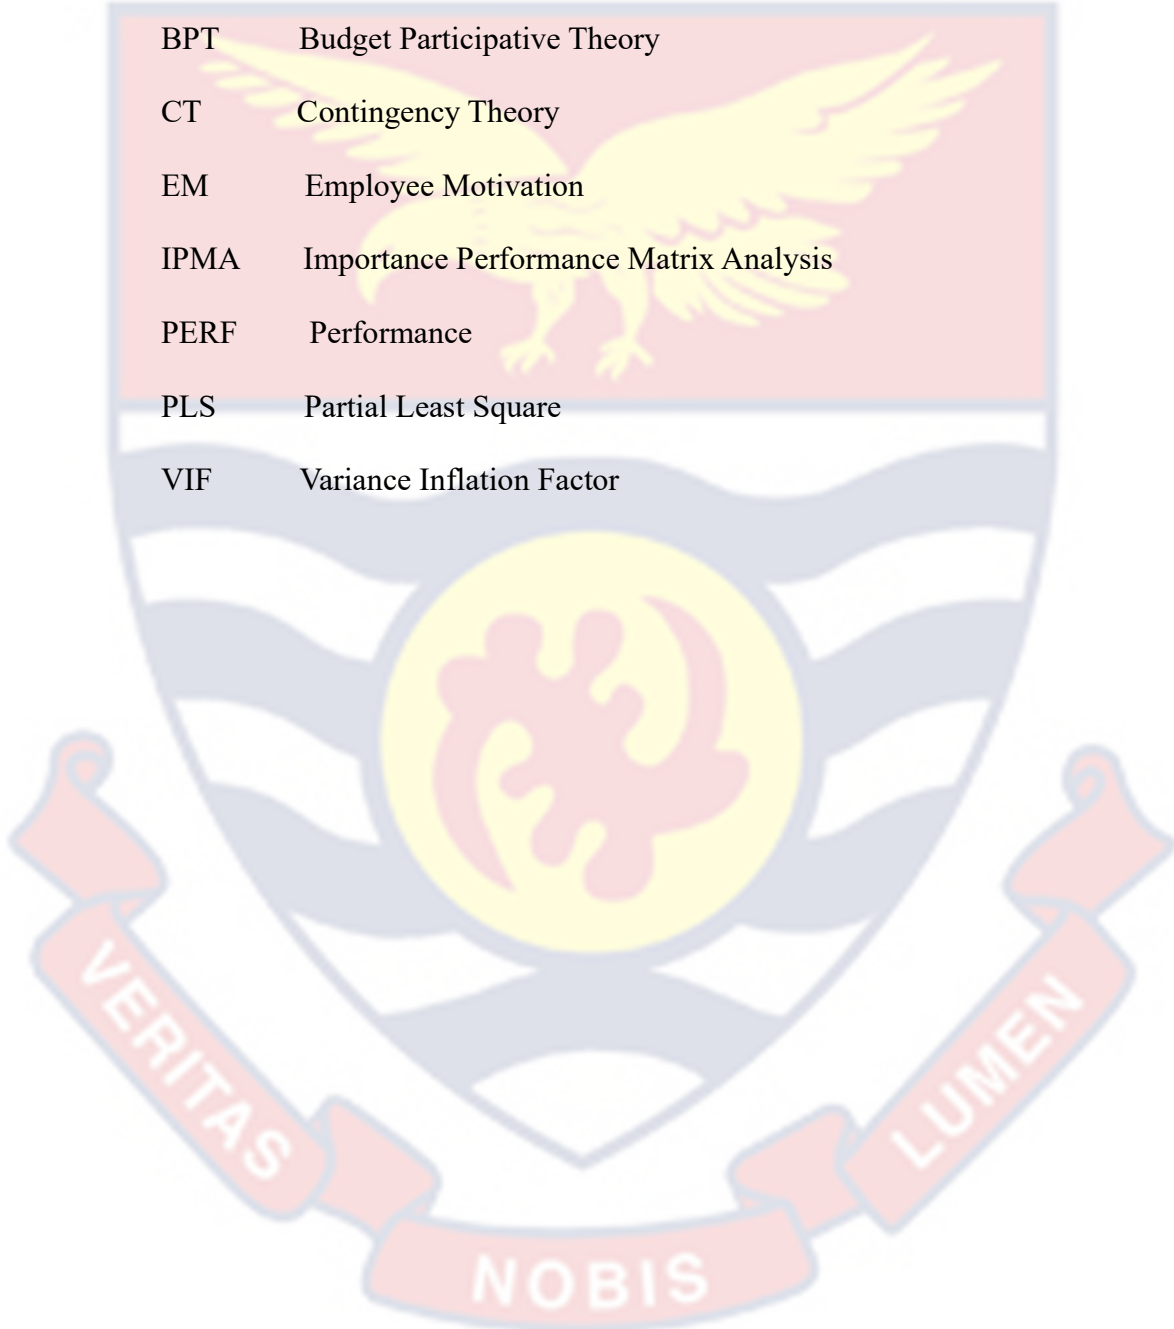 BPT Budget Participative Theory
CT Contingency Theory
EM Employee Motivation
IPMA Importance Performance Matrix Analysis
PERF Performance
PLS Partial Least Square
VIF Variance Inflation Factor
VERITAS
NOBIS
LUMEN